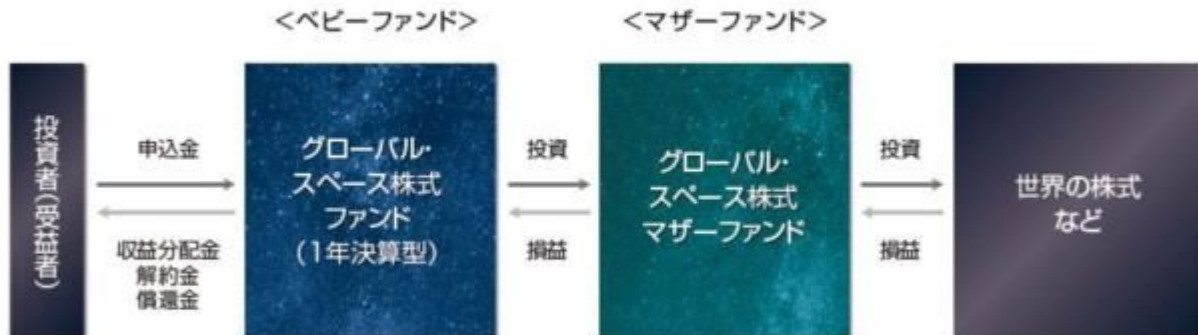 ＜ベビーファンド＞
＜マザーファンド＞
投資者（受益者）
申込金
収益分配金
解約金
償還金
グローバル・
スペース株式
ファンド
（1年決算型）
投資
損益
グローバル・
スペース株式
マザーファンド
投資
損益
世界の株式
など